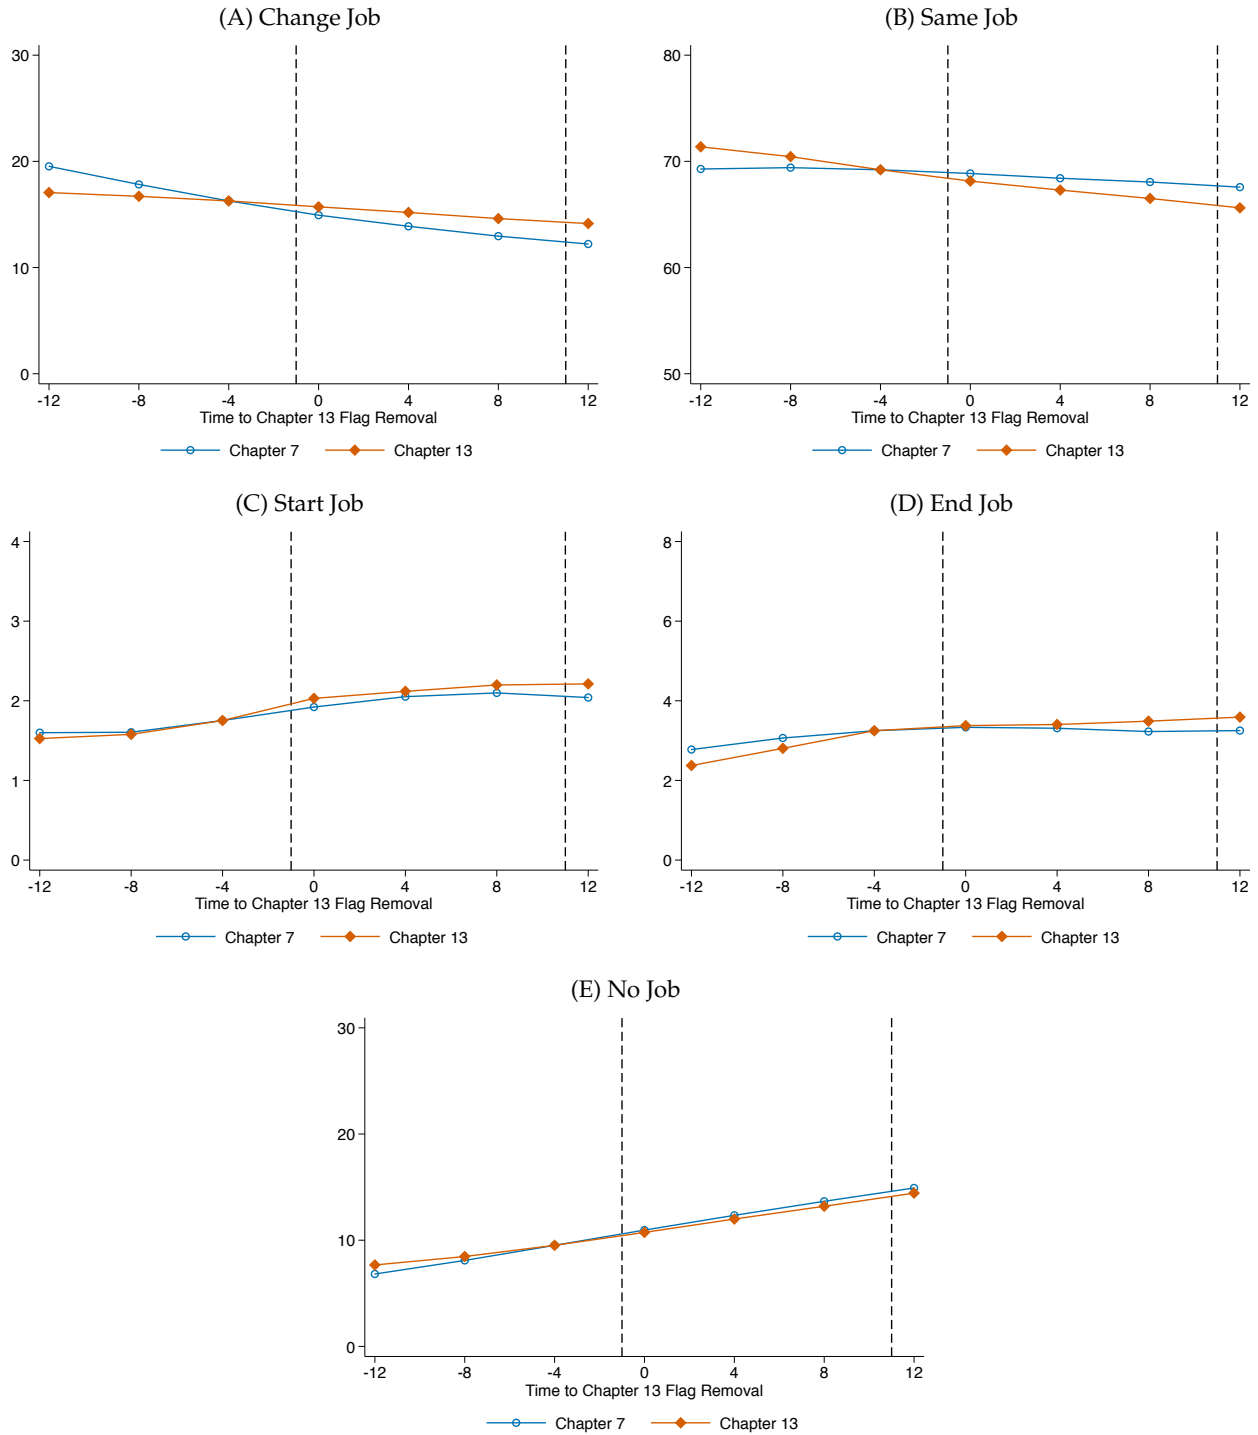 (A) Change Job
30
20
10
0
-12 -8 -4 0 4 8 12
Time to Chapter 13 Flag Removal
Chapter 7 Chapter 13
(B) Same Job
80
70
60
50
-12 -8 -4 0 4 8 12
Time to Chapter 13 Flag Removal
Chapter 7 Chapter 13
(C) Start Job
4
3
2
1
0
-12 -8 -4 0 4 8 12
Time to Chapter 13 Flag Removal
Chapter 7 Chapter 13
(D) End Job
8
6
4
2
0
-12 -8 -4 0 4 8 12
Time to Chapter 13 Flag Removal
Chapter 7 Chapter 13
(E) No Job
30
20
10
0
-12 -8 -4 0 4 8 12
Time to Chapter 13 Flag Removal
Chapter 7 Chapter 13